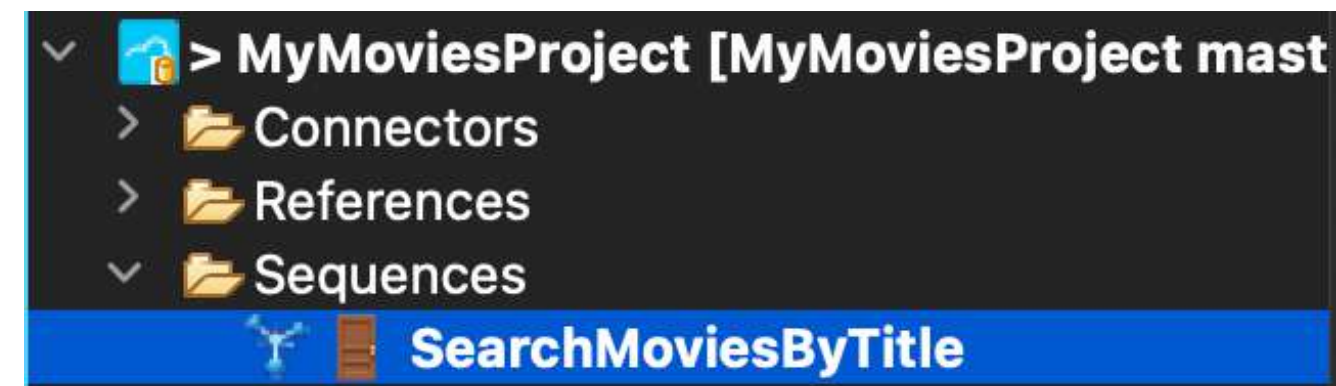 > MyMoviesProject [MyMoviesProject mast
Connectors
References
Sequences
SearchMoviesByTitle